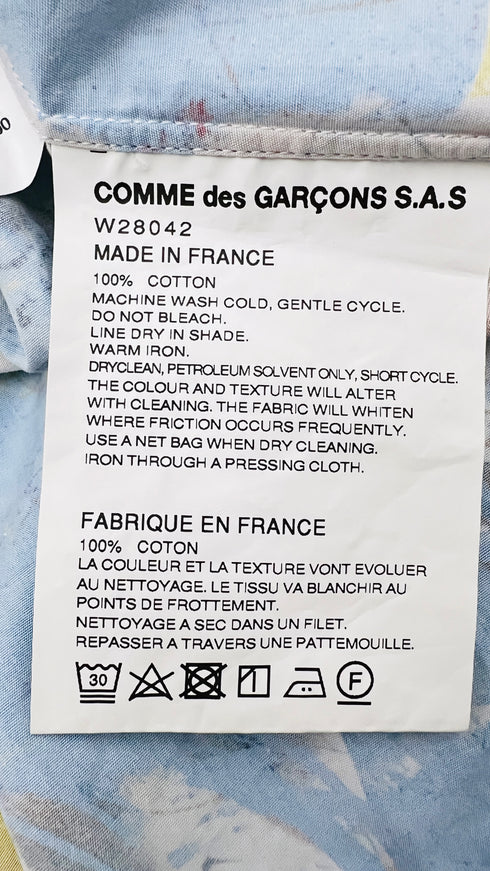 COMME des GARÇONS S.A.S
W28042
MADE IN FRANCE
100% COTTON
MACHINE WASH COLD, GENTLE CYCLE.
DO NOT BLEACH.
LINE DRY IN SHADE.
WARM IRON.
DRYCLEAN, PETROLEUM SOLVENT ONLY, SHORT CYCLE.
THE COLOUR AND TEXTURE WILL ALTER
WITH CLEANING. THE FABRIC WILL WHITEN
WHERE FRICTION OCCURS FREQUENTLY.
USE A NET BAG WHEN DRY CLEANING.
IRON THROUGH A PRESSING CLOTH.
FABRIQUE EN FRANCE
100% COTON
LA COULEUR ET LA TEXTURE VONT EVOLUER
AU NETTOYAGE. LE TISSU VA BLANCHIR AU
POINTS DE FROTTEMENT.
NETTOYAGE A SEC DANS UN FILET.
REPASSER A TRAVERS UNE PATTEMOUILLE.
30 F